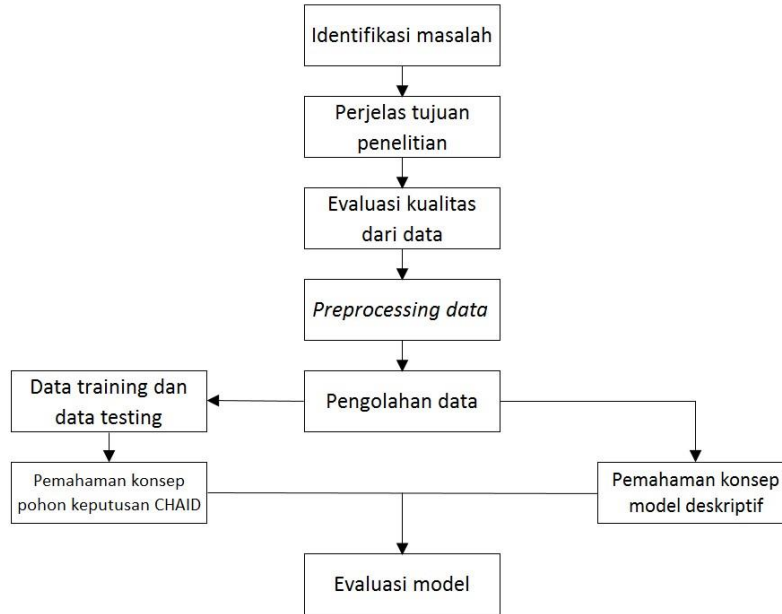 Identifikasi masalah
Perjelas tujuan
penelitian
Evaluasi kualitas
dari data
Preprocessing data
Pengolahan data
Data training dan
data testing
Pemahaman konsep
pohon keputusan CHAID
Pemahaman konsep
model deskriptif
Evaluasi model